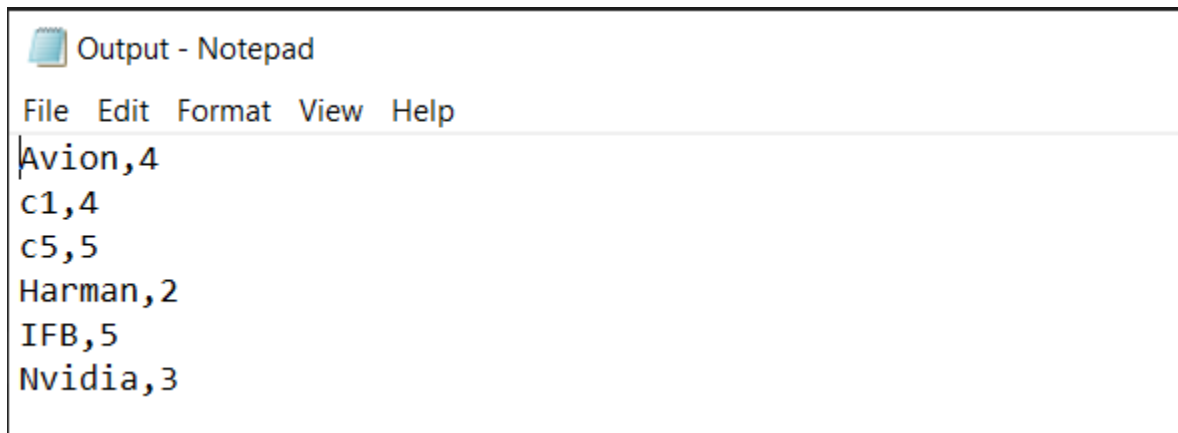 Output - Notepad
File Edit Format View Help
Avion,4
c1,4
c5,5
Harman,2
IFB,5
Nvidia,3